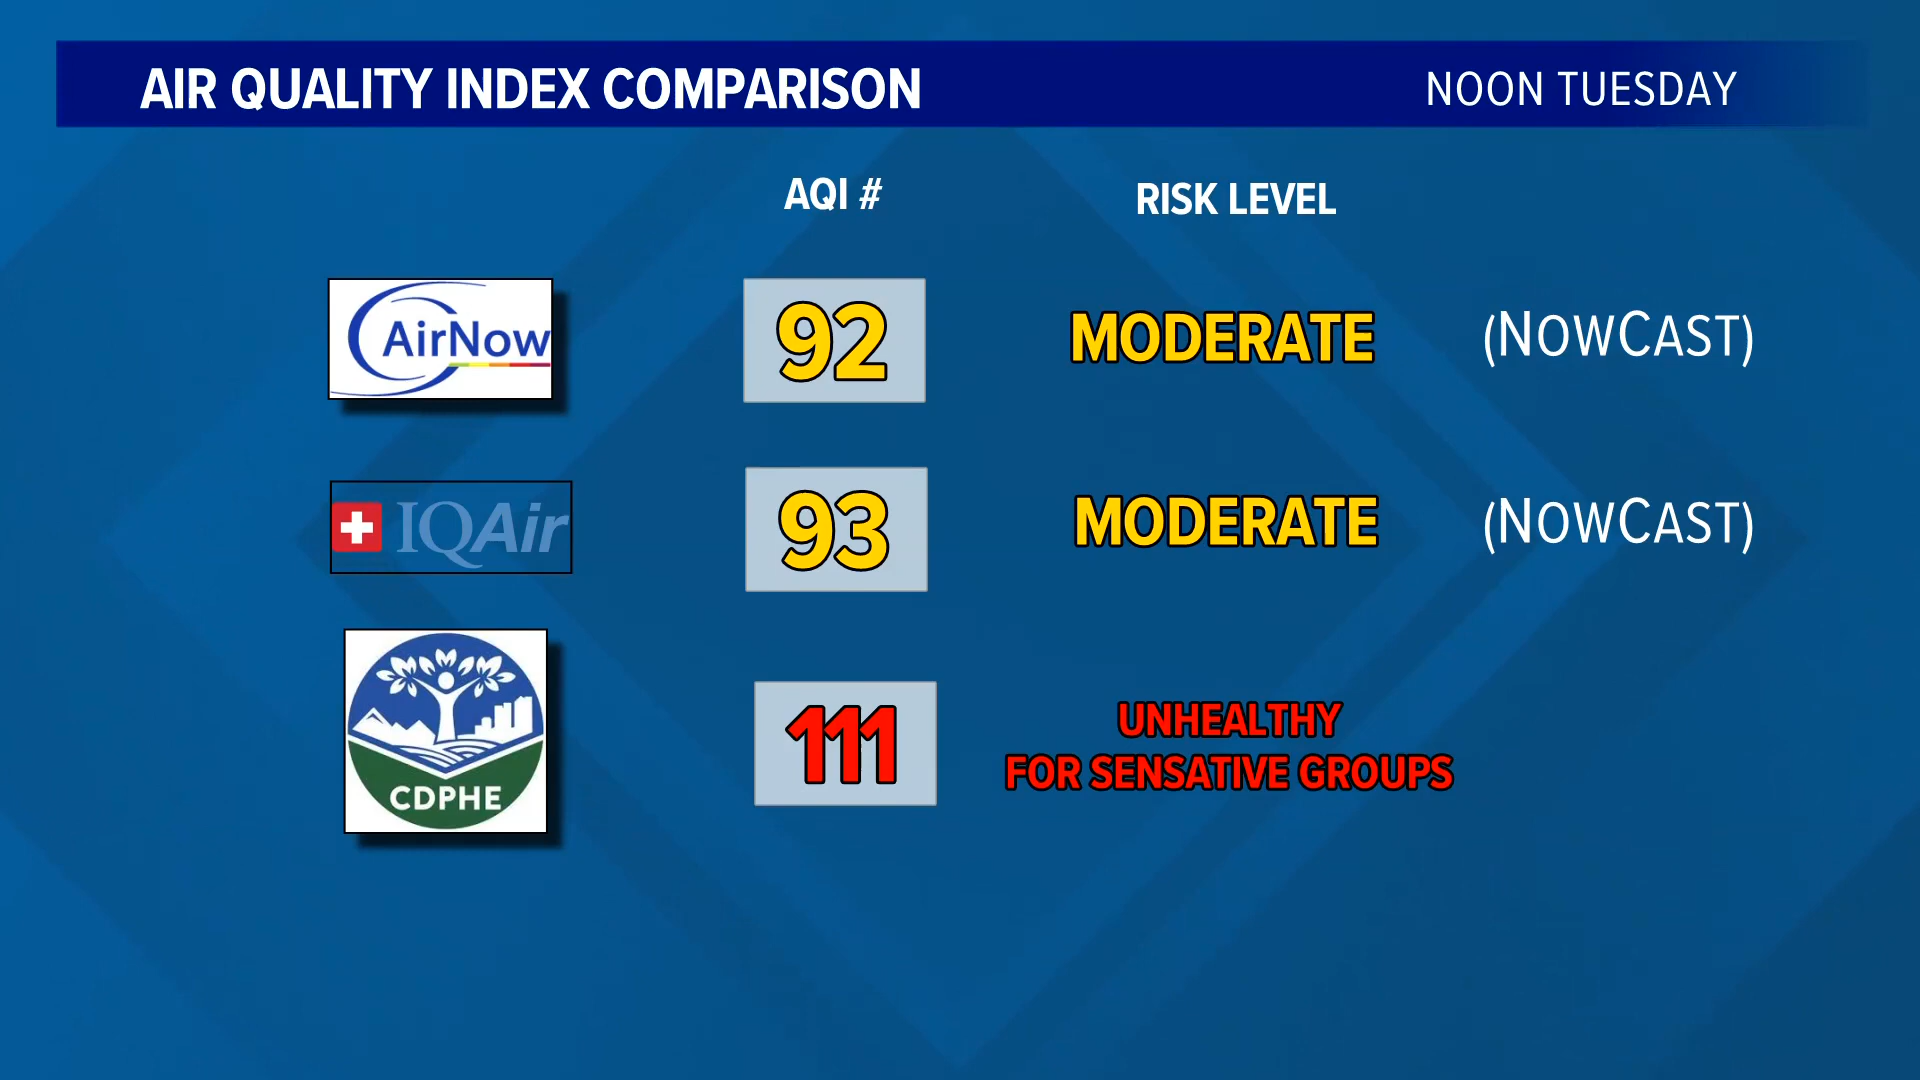 AIR QUALITY INDEX COMPARISON
NOON TUESDAY
AQI #
RISK LEVEL
AirNow
92
MODERATE
(NOWCAST)
IQAir
93
MODERATE
(NOWCAST)
CDPHE
111
UNHEALTHY
FOR SENSATIVE GROUPS